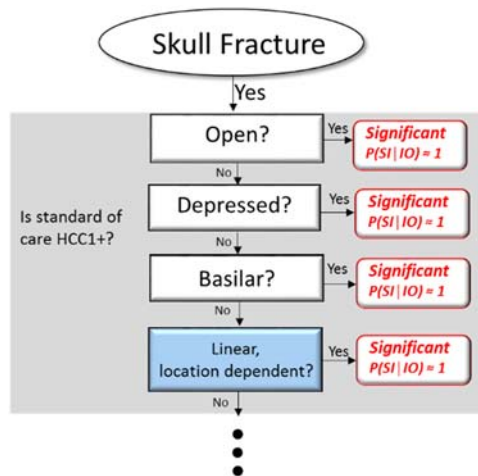 Skull Fracture
Yes
Open?
Yes
Significant
P(SI|IO) ≈ 1
No
Is standard of
care HCC1+?
Depressed?
Yes
Significant
P(SI|IO) ≈ 1
No
Basilar?
Yes
Significant
P(SI|IO) ≈ 1
No
Linear,
location dependent?
Yes
Significant
P(SI|IO) ≈ 1
No